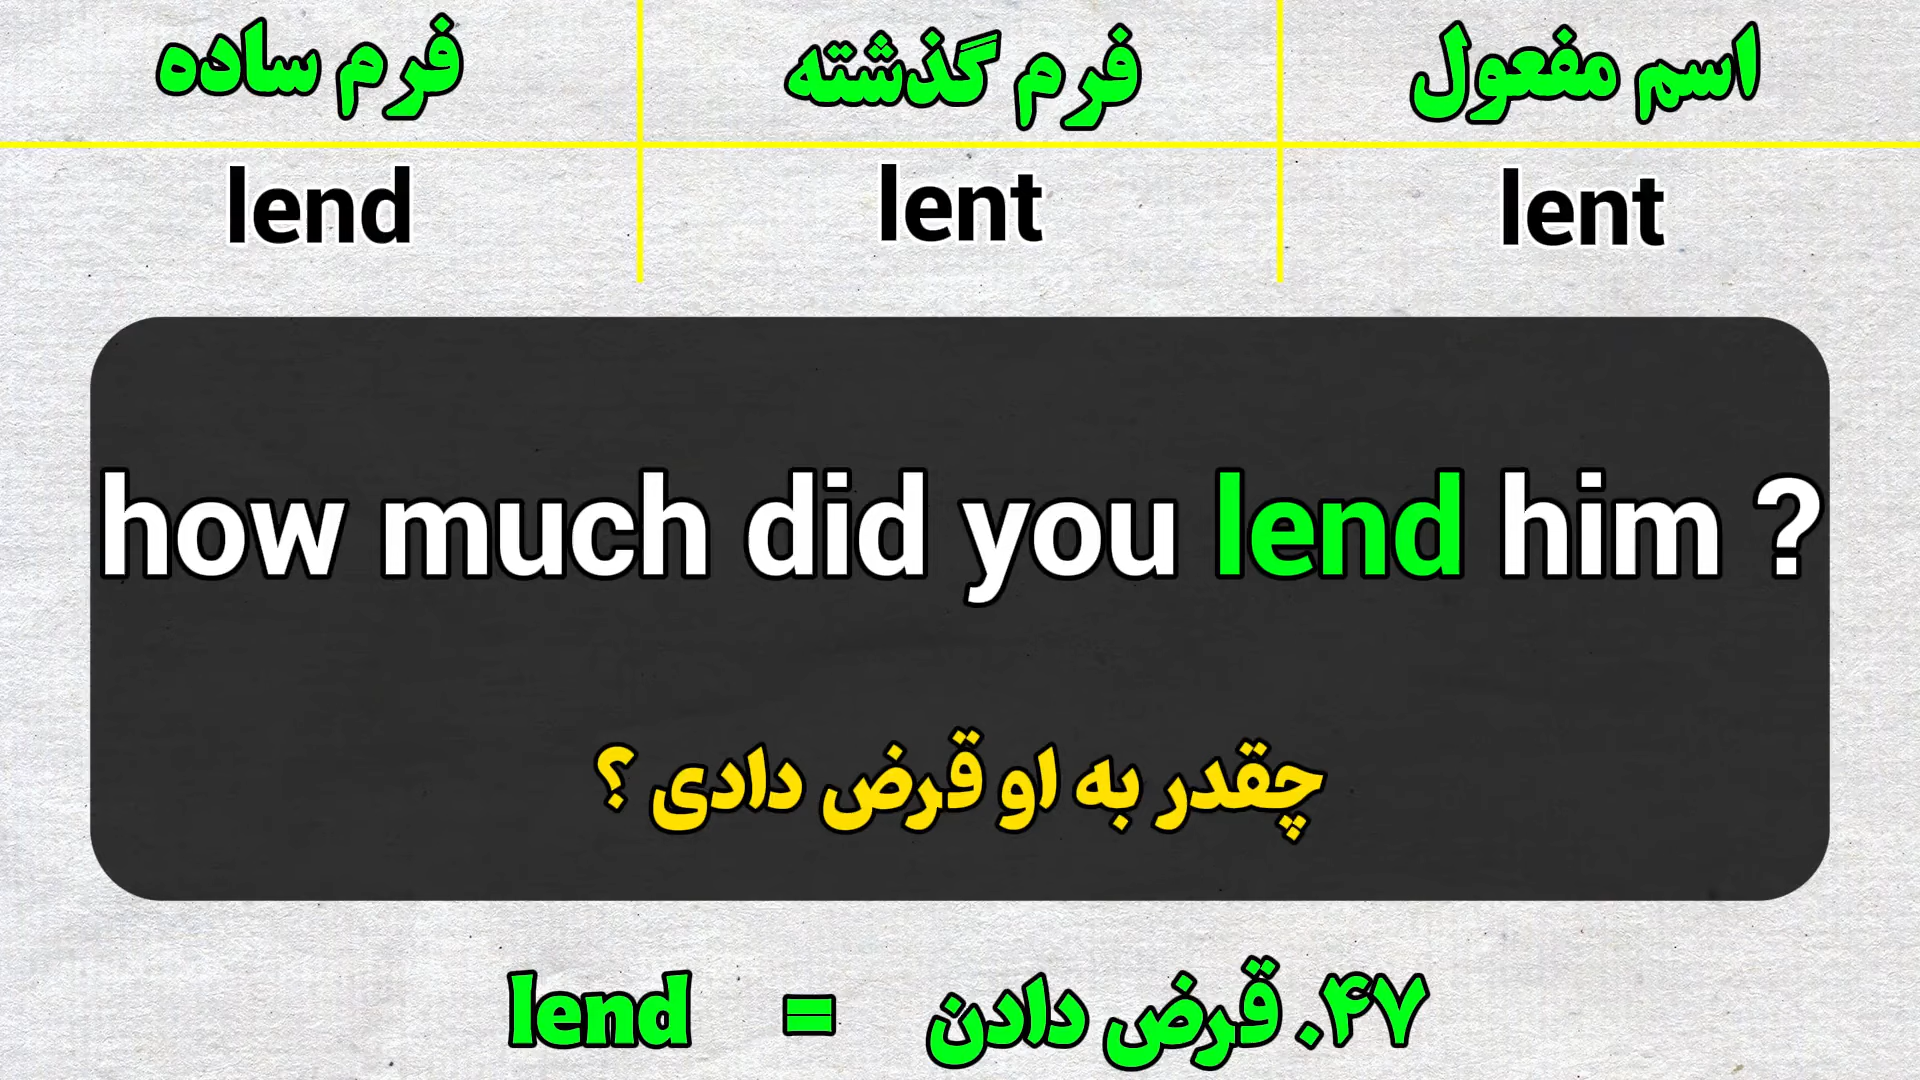 فرم ساده فرم گذشته اسم مفعول
lend lent lent
how much did you lend him ?
چقدر به او قرض دادی ؟
۴۷. قرض دادن = lend